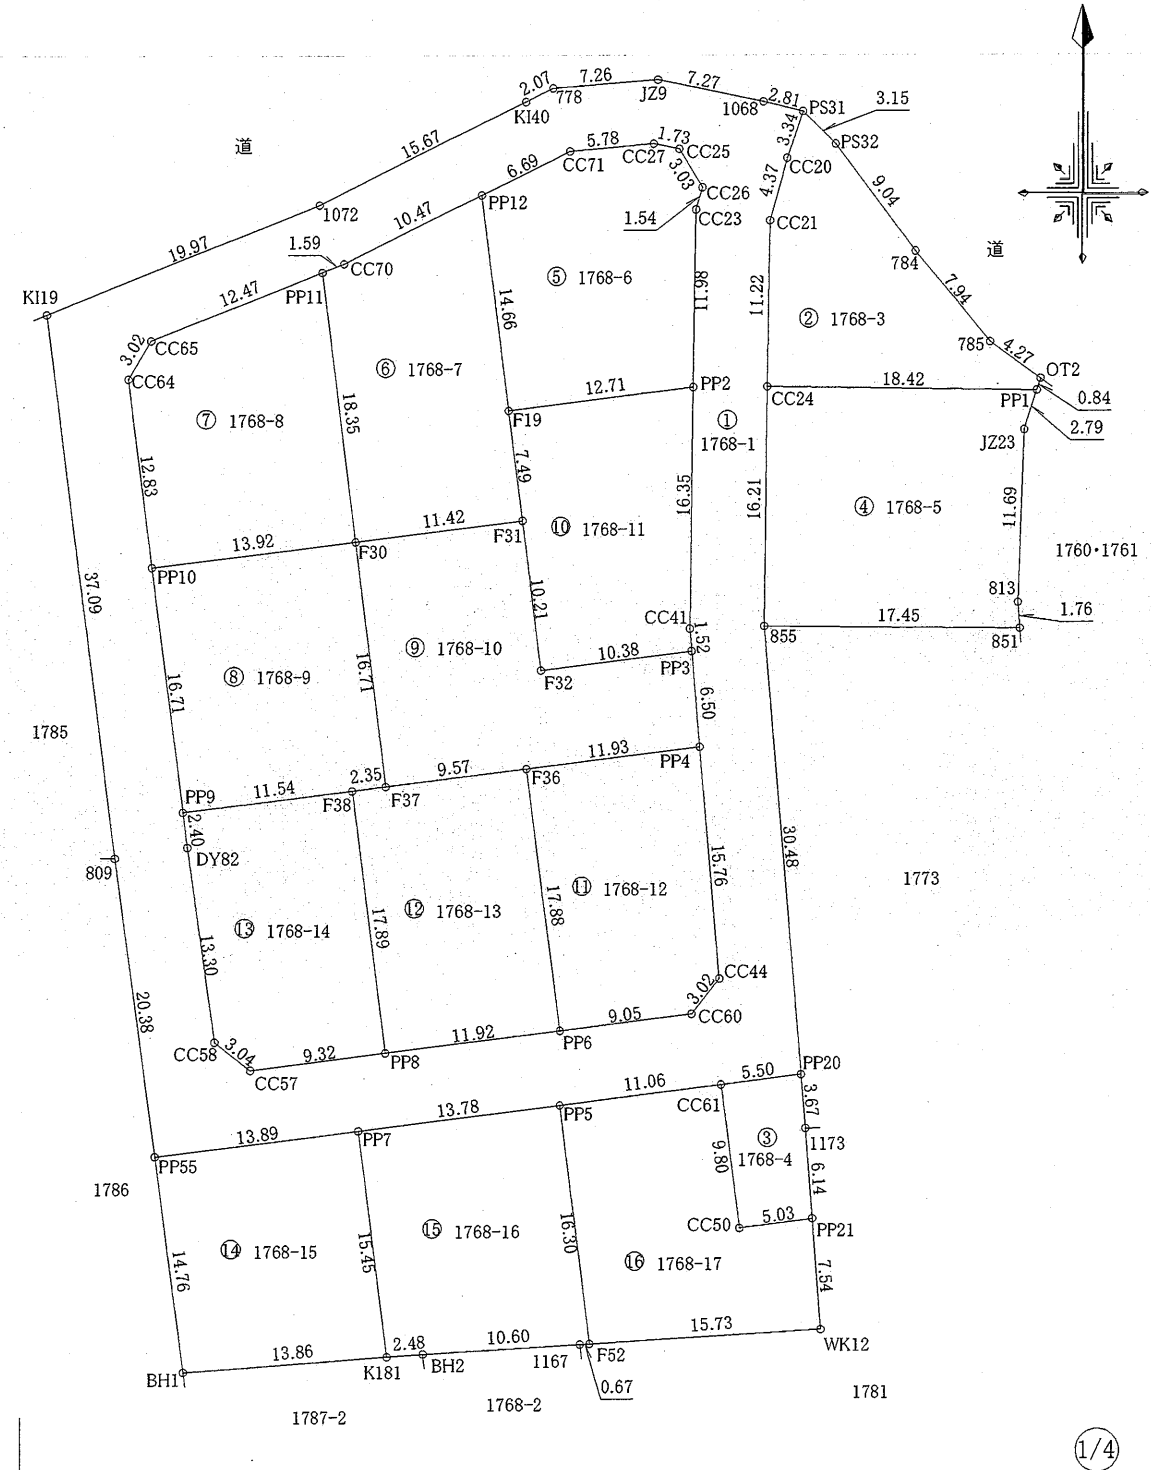 2.07
7.26
7.27
2.81
3.15
778
JZ9
1068
PS31
KI40
道
15.67
5.78
1.73
3.34
PS32
CC71
CC27
CC25
CC20
6.69
3.03
4.37
9.04
CC26
PP12
1.54
CC23
CC21
1072
10.47
19.97
1.59
CC70
道
784
KI19
12.47
PP11
⑤ 1768-6
14.66
11.98
11.22
② 1768-3
7.94
3.02
CC65
785
4.27
CC64
⑥ 1768-7
OT2
12.71
PP2
18.42
CC24
PP1
0.84
18.35
⑦ 1768-8
F19
①
1768-1
2.79
JZ23
12.83
7.49
16.35
16.21
④ 1768-5
11.69
11.42
F31
⑩ 1768-11
13.92
F30
1760・1761
PP10
37.09
10.21
813
CC41
1.76
1.52
855
17.45
851
⑨ 1768-10
10.38
PP3
F32
⑧ 1768-9
16.71
16.71
6.50
1785
11.93
PP4
9.57
F36
2.35
11.54
PP9
F38
F37
2.40
DY82
809
15.76
30.48
1773
⑪ 1768-12
17.88
⑫ 1768-13
17.89
⑬ 1768-14
13.30
20.38
CC44
3.02
CC60
9.05
11.92
PP6
9.32
PP8
CC58
3.04
CC57
PP20
5.50
11.06
CC61
3.67
13.78
PP5
13.89
PP7
③
1768-4
1173
9.80
PP55
6.14
1786
5.03
CC50
PP21
⑮ 1768-16
16.30
⑭ 1768-15
15.45
⑯ 1768-17
14.76
7.54
15.73
WK12
10.60
2.48
13.86
1167
F52
BH2
K181
BH1
0.67
1781
1768-2
1787-2
1/4